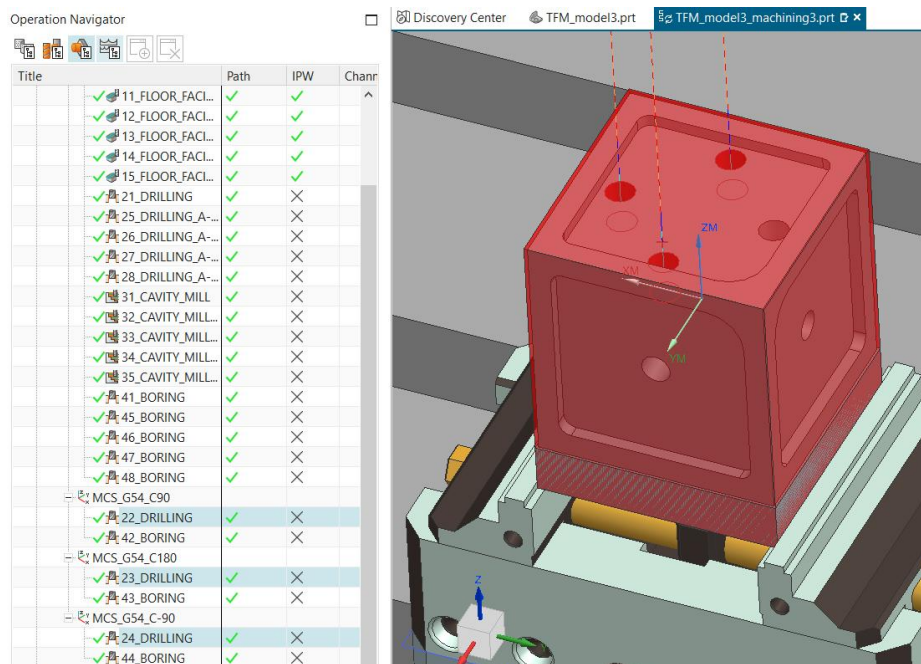 Operation Navigator
Discovery Center TFM_model3.prt TFM_model3_machining3.prt
Title Path IPW Chann
11_FLOOR_FACI...
12_FLOOR_FACI...
13_FLOOR_FACI...
14_FLOOR_FACI...
15_FLOOR_FACI...
21_DRILLING
25_DRILLING_A-...
26_DRILLING_A-...
27_DRILLING_A-...
28_DRILLING_A-...
31_CAVITY_MILL
32_CAVITY_MILL...
33_CAVITY_MILL...
34_CAVITY_MILL...
35_CAVITY_MILL...
41_BORING
45_BORING
46_BORING
47_BORING
48_BORING
MCS_G54_C90
22_DRILLING
42_BORING
MCS_G54_C180
23_DRILLING
43_BORING
MCS_G54_C-90
24_DRILLING
44_BORING
ZM
XM
YM
Z